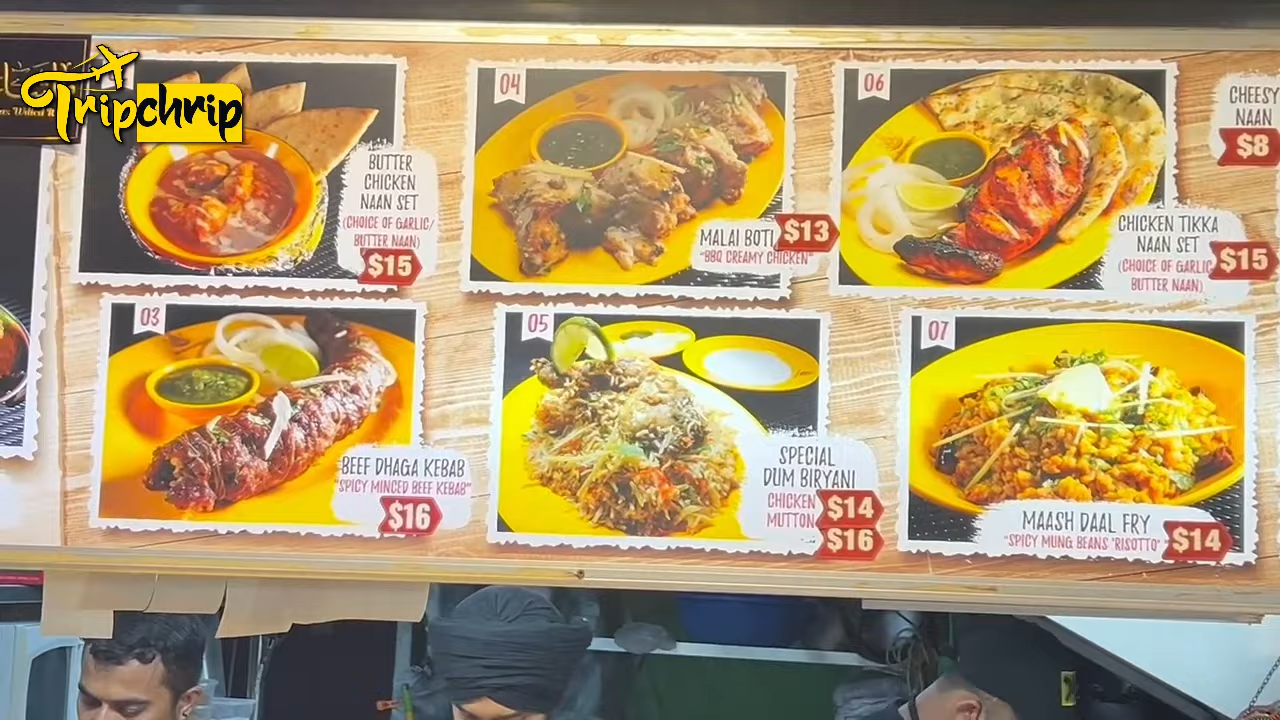 Tripchrip
BUTTER
CHICKEN
NAAN SET
(CHOICE OF GARLIC/
BUTTER NAAN)
$15
04
MALAI BOTI
"BBQ CREAMY CHICKEN"
$13
06
CHICKEN TIKKA
NAAN SET
(CHOICE OF GARLIC
BUTTER NAAN)
$15
CHEESY
NAAN
$8
03
BEEF DHAGA KEBAB
"SPICY MINCED BEEF KEBAB"
$16
05
SPECIAL
DUM BIRYANI
CHICKEN $14
MUTTON $16
07
MAASH DAAL FRY
"SPICY MUNG BEANS 'RISOTTO'"
$14